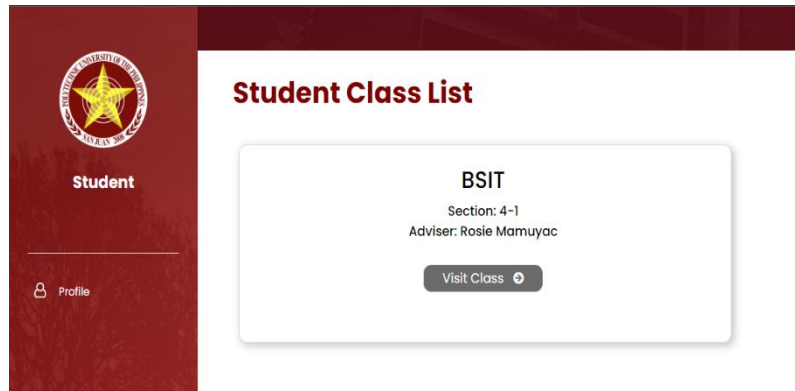 POLYTECHNIC UNIVERSITY OF THE PHILIPPINES
SAN JUAN 2008
Student
Profile
Student Class List
BSIT
Section: 4-1
Adviser: Rosie Mamuyac
Visit Class